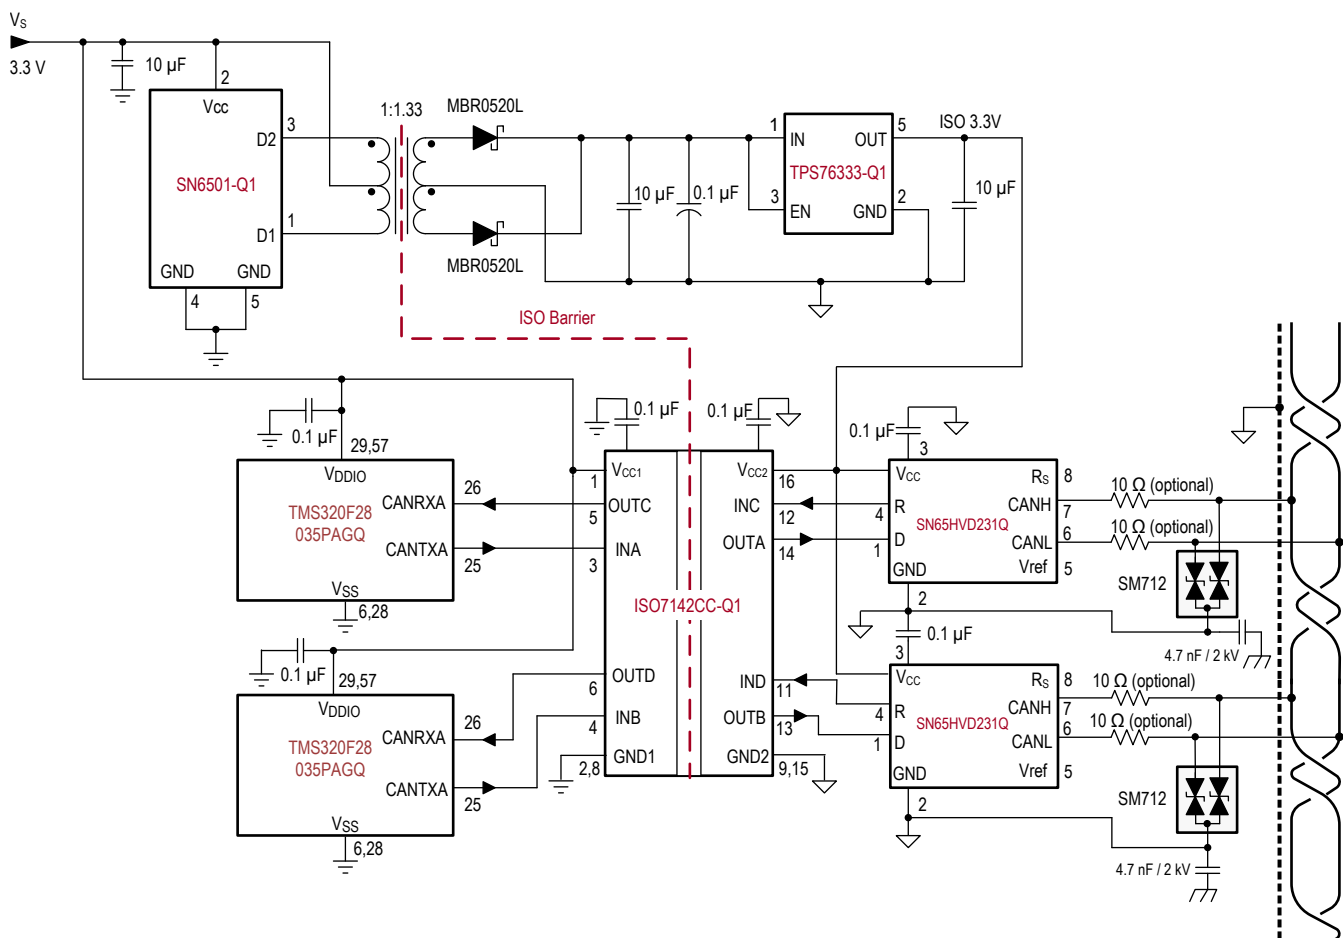 VS
3.3 V
10 µF
2
Vcc
3
D2
SN6501-Q1
1
D1
GND
GND
4
5
1:1.33
MBR0520L
MBR0520L
10 µF
0.1 µF
1
IN
OUT
5
TPS76333-Q1
3
EN
GND
2
ISO 3.3V
10 µF
ISO Barrier
0.1 µF
29,57
VDDIO
TMS320F28
035PAGQ
CANRXA
26
CANTXA
25
VSS
6,28
0.1 µF
29,57
VDDIO
TMS320F28
035PAGQ
CANRXA
26
CANTXA
25
VSS
6,28
0.1 µF
0.1 µF
VCC1
1
OUTC
5
INA
3
ISO7142CC-Q1
OUTD
6
INB
4
GND1
2,8
VCC2
16
INC
12
OUTA
14
IND
11
OUTB
13
GND2
9,15
0.1 µF
3
VCC
RS
8
R
4
CANH
7
SN65HVD231Q
D
1
CANL
6
GND
Vref
5
2
10 Ω (optional)
10 Ω (optional)
SM712
4.7 nF / 2 kV
0.1 µF
3
VCC
RS
8
R
4
CANH
7
SN65HVD231Q
D
1
CANL
6
GND
Vref
5
2
10 Ω (optional)
10 Ω (optional)
SM712
4.7 nF / 2 kV